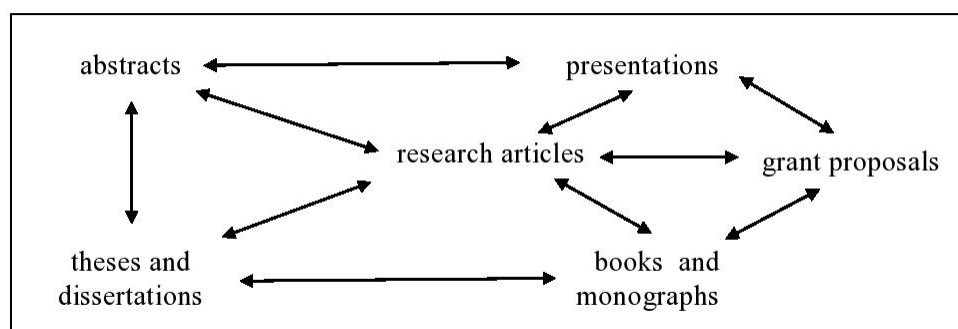 abstracts
presentations
research articles
grant proposals
theses and
dissertations
books and
monographs